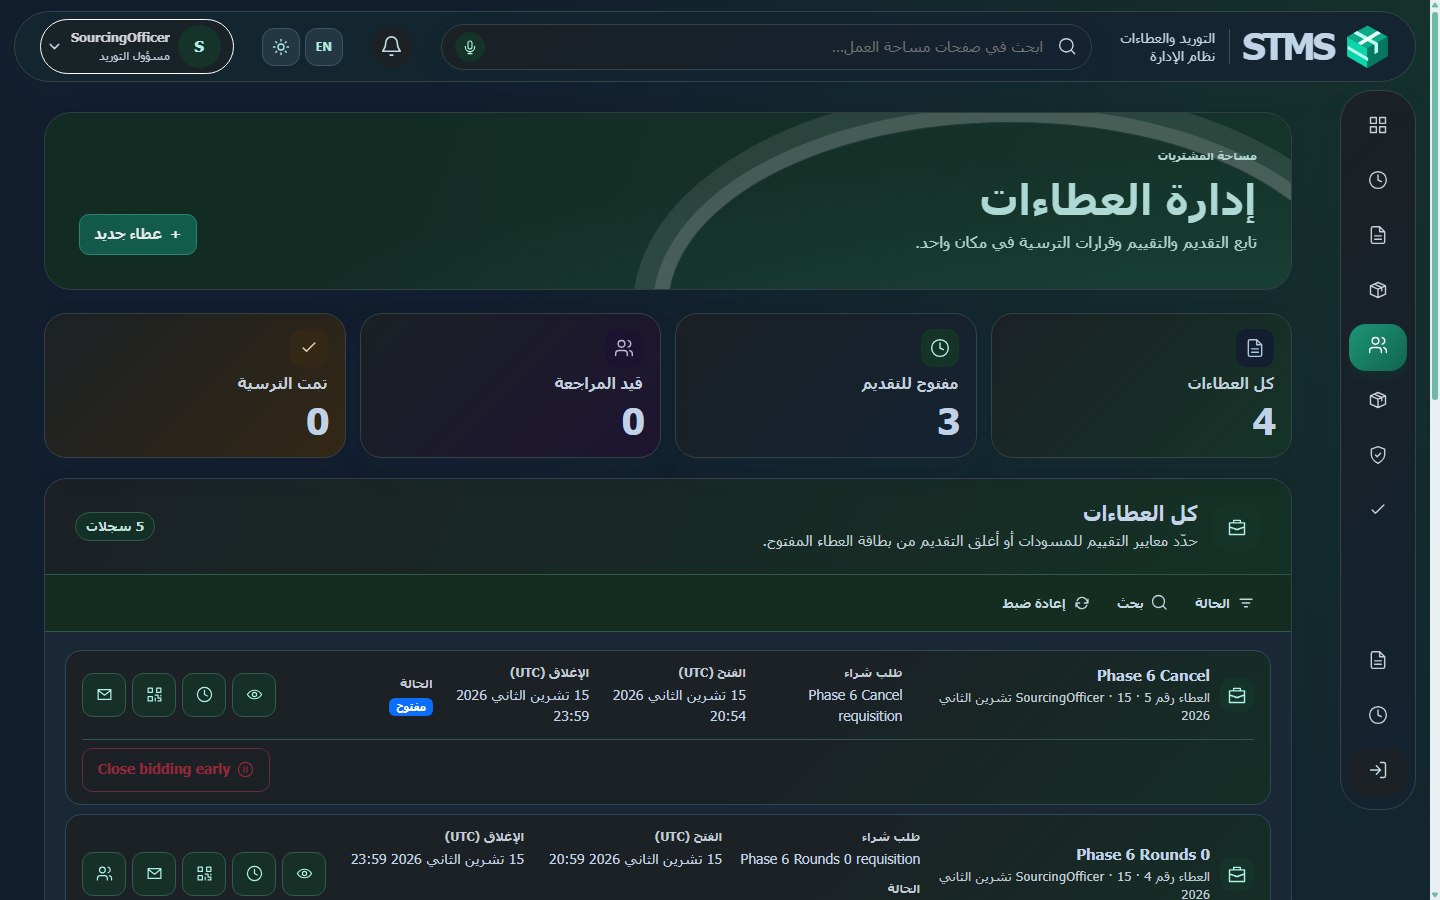 STMS
التوريد والعطاءات
نظام الإدارة
ابحث في صفحات مساحة العمل...
EN
S
SourcingOfficer
مسؤول التوريد
مساحة المشتريات
إدارة العطاءات
تابع التقديم والتقييم وقرارات الترسية في مكان واحد.
+ عطاء جديد
كل العطاءات
4
مفتوح للتقديم
3
قيد المراجعة
0
تمت الترسية
0
كل العطاءات
حدّد معايير التقييم للمسودات أو أغلق التقديم من بطاقة العطاء المفتوح.
5 سجلات
الحالة
بحث
إعادة ضبط
Phase 6 Cancel
العطاء رقم 5 · SourcingOfficer · 15 تشرين الثاني
2026
طلب شراء
Phase 6 Cancel
requisition
الفتح (UTC)
15 تشرين الثاني 2026
20:54
الإغلاق (UTC)
15 تشرين الثاني 2026
23:59
الحالة
مفتوح
Close bidding early
Phase 6 Rounds 0
العطاء رقم 4 · SourcingOfficer · 15 تشرين الثاني
2026
طلب شراء
Phase 6 Rounds 0 requisition
الفتح (UTC)
15 تشرين الثاني 2026 20:59
الإغلاق (UTC)
15 تشرين الثاني 2026 23:59
الحالة